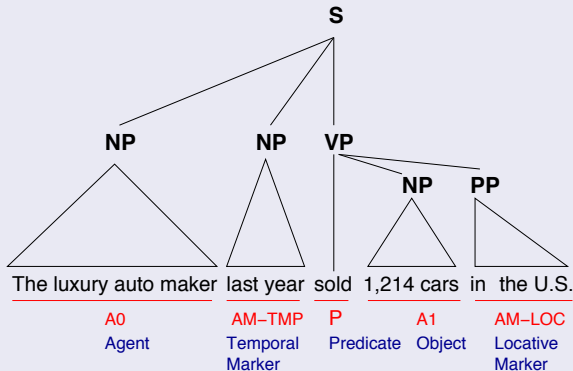 S
NP NP VP
NP PP
The luxury auto maker last year sold 1,214 cars in the U.S.
A0 AM−TMP P A1 AM−LOC
Agent Temporal Predicate Object Locative
Marker Marker